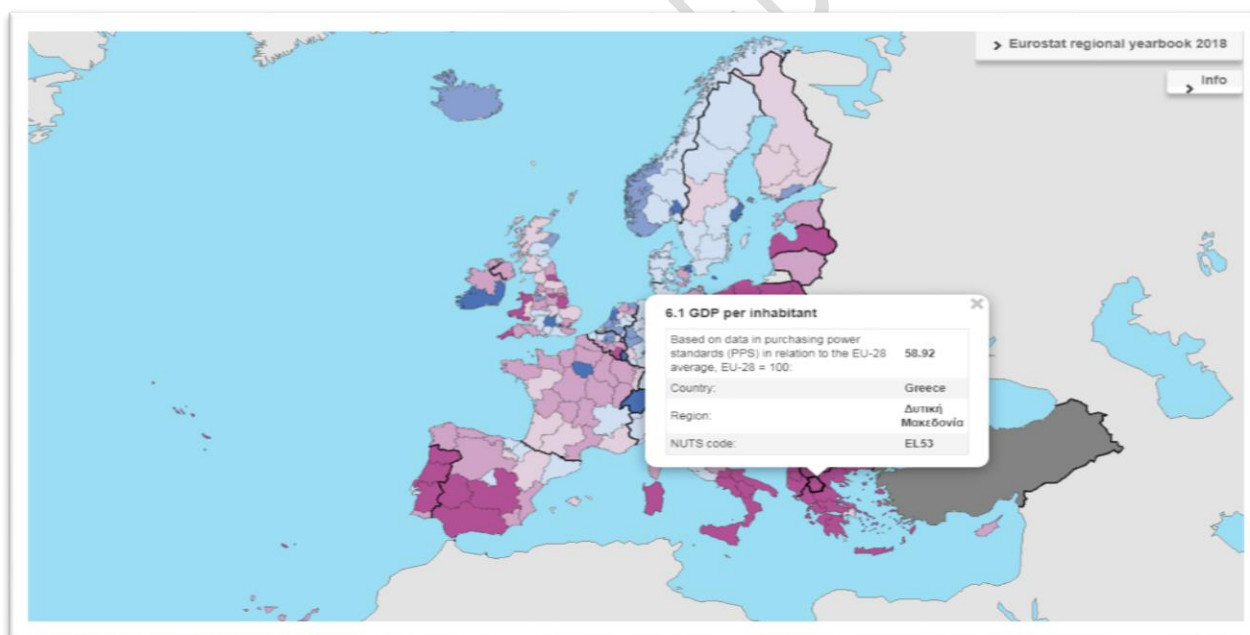 Eurostat regional yearbook 2018
Info
6.1 GDP per inhabitant
Based on data in purchasing power
standards (PPS) in relation to the EU-28
average, EU-28 = 100:
58.92
Country: Greece
Region: Δυτική
Μακεδονία
NUTS code: EL53